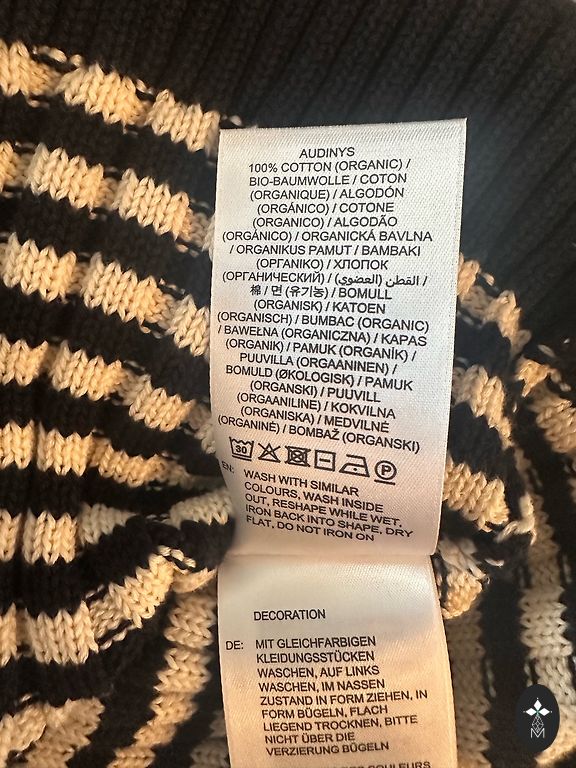 AUDINYS
100% COTTON (ORGANIC) /
BIO-BAUMWOLLE / COTON
(ORGANIQUE) / ALGODÓN
(ORGÁNICO) / COTONE
(ORGANICO) / ALGODÃO
(ORGÁNICO) / ORGANICKÁ BAVLNA
/ ORGANIKUS PAMUT / BAMBAKI
(ΟΡΓΑΝΙΚΟ) / ХЛОПОК
(ОРГАНИЧЕСКИЙ) / القطن (العضوي) /
棉 / 면 (유기농) / BOMULL
(ORGANISK) / KATOEN
(ORGANISCH) / BUMBAC (ORGANIC)
/ BAWEŁNA (ORGANICZNA) / KAPAS
(ORGANIK) / PAMUK (ORGANİK) /
PUUVILLA (ORGAANINEN) /
BOMULD (ØKOLOGISK) / PAMUK
(ORGANSKI) / PUUVILL
(ORGAANILINE) / KOKVILNA
(ORGANISKA) / MEDVILNĖ
(ORGANINĖ) / BOMBAŽ (ORGANSKI)
30 P
EN: WASH WITH SIMILAR
COLOURS, WASH INSIDE
OUT, RESHAPE WHILE WET,
IRON BACK INTO SHAPE, DRY
FLAT, DO NOT IRON ON
DECORATION
DE: MIT GLEICHFARBIGEN
KLEIDUNGSSTÜCKEN
WASCHEN, AUF LINKS
WASCHEN, IM NASSEN
ZUSTAND IN FORM ZIEHEN, IN
FORM BÜGELN, FLACH
LIEGEND TROCKNEN, BITTE
NICHT ÜBER DIE
VERZIERUNG BÜGELN